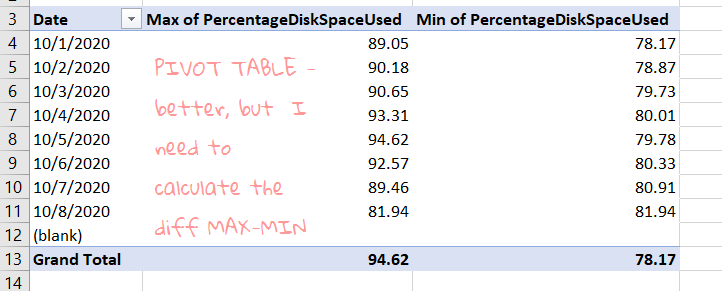 3 Date Max of PercentageDiskSpaceUsed Min of PercentageDiskSpaceUsed
4 10/1/2020 89.05 78.17
5 10/2/2020 90.18 78.87
6 10/3/2020 90.65 79.73
7 10/4/2020 93.31 80.01
8 10/5/2020 94.62 79.78
9 10/6/2020 92.57 80.33
10 10/7/2020 89.46 80.91
11 10/8/2020 81.94 81.94
12 (blank)
13 Grand Total 94.62 78.17
14
PIVOT TABLE -
better, but I
need to
calculate the
diff MAX-MIN